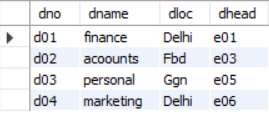 dno dname dloc dhead
d01 finance Delhi e01
d02 acoounts Fbd e03
d03 personal Ggn e05
d04 marketing Delhi e06